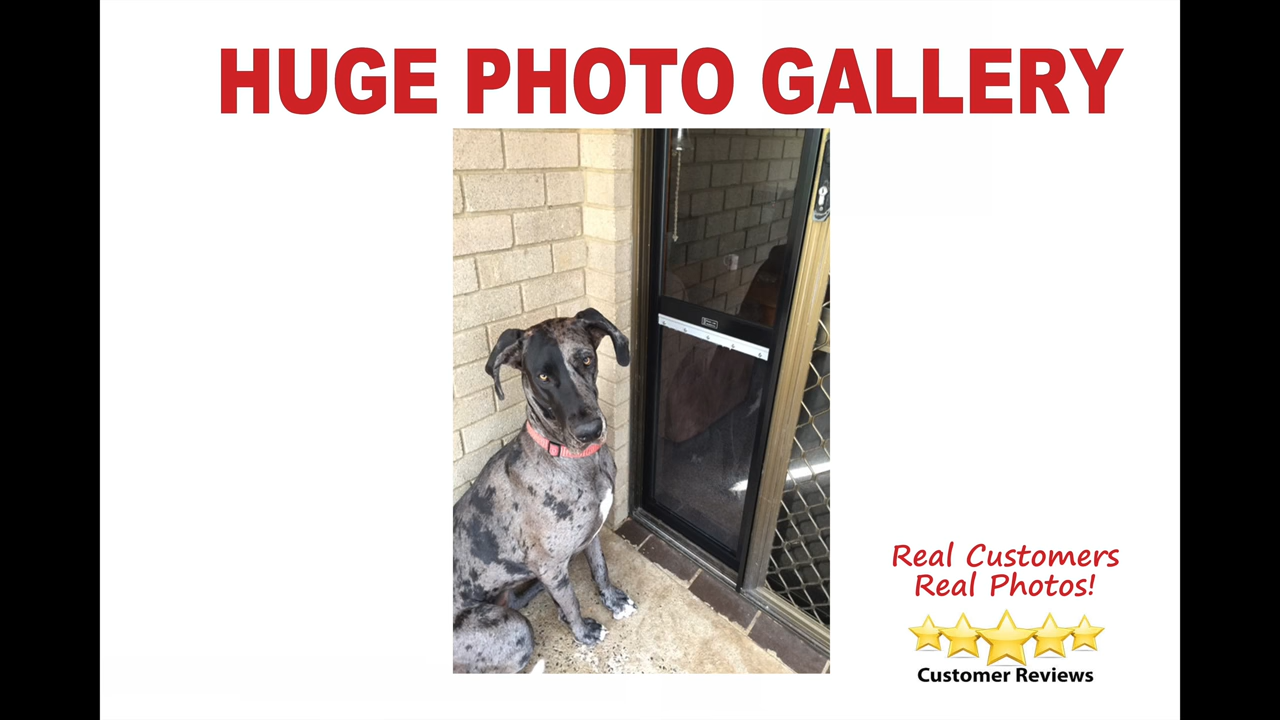 HUGE PHOTO GALLERY
Real Customers
Real Photos!
Customer Reviews